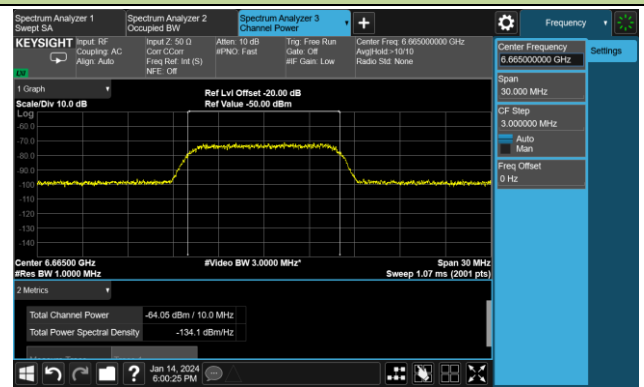 Spectrum Analyzer 1
Swept SA
Spectrum Analyzer 2
Occupied BW
Spectrum Analyzer 3
Channel Power
Frequency
KEYSIGHT
Input: RF
Coupling: AC
Align: Auto
Input Z: 50 Ω
Corr CCorr
Freq Ref: Int (S)
NFE: Off
Atten: 10 dB
#PNO: Fast
Trig: Free Run
Gate: Off
#IF Gain: Low
Center Freq: 6.665000000 GHz
Avg|Hold:>10/10
Radio Std: None
LXI
Center Frequency
6.665000000 GHz
Settings
Span
30.000 MHz
CF Step
3.000000 MHz
Auto
Man
Freq Offset
0 Hz
1 Graph
Scale/Div 10.0 dB
Ref Lvl Offset -20.00 dB
Ref Value -50.00 dBm
Log
-60.0
-70.0
-80.0
-90.0
-100
-110
-120
-130
-140
Center 6.66500 GHz
#Video BW 3.0000 MHz*
Span 30 MHz
#Res BW 1.0000 MHz
Sweep 1.07 ms (2001 pts)
2 Metrics
Total Channel Power
-64.05 dBm / 10.0 MHz
Total Power Spectral Density
-134.1 dBm/Hz
?
Jan 14, 2024
6:00:25 PM